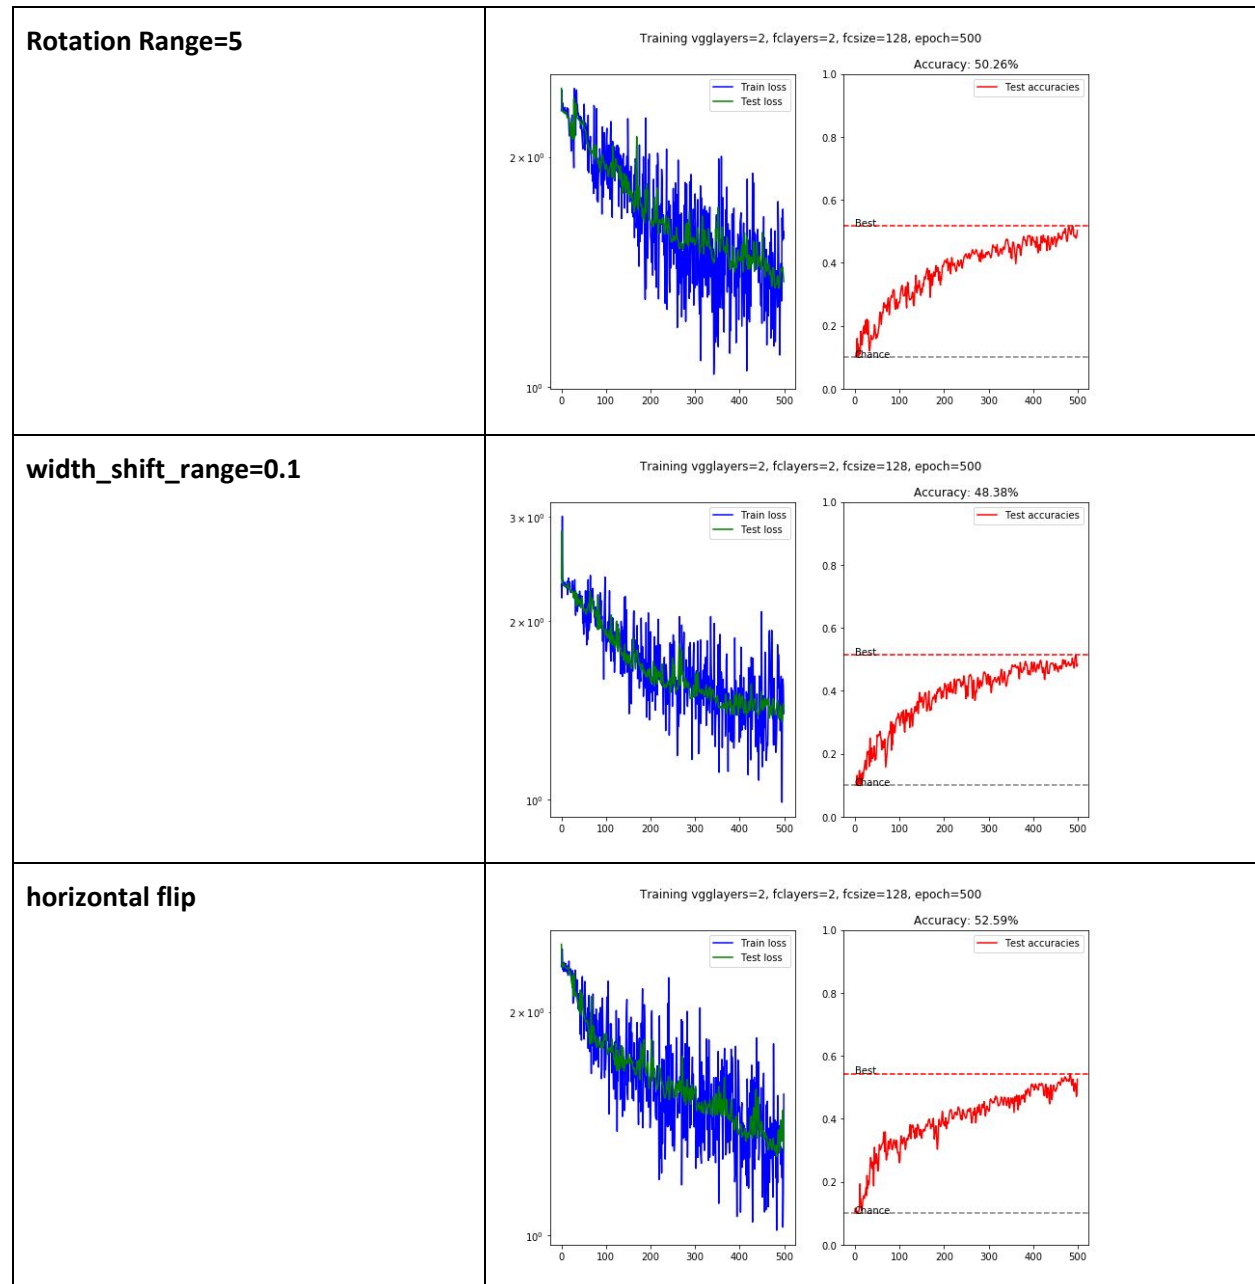 Rotation Range=5
Training vgglayers=2, fclayers=2, fcsize=128, epoch=500
Accuracy: 50.26%
Train loss
Test loss
2 × 10⁰
10⁰
0 100 200 300 400 500
Test accuracies
1.0
0.8
0.6
Best
0.4
0.2
Chance
0.0
0 100 200 300 400 500
width_shift_range=0.1
Training vgglayers=2, fclayers=2, fcsize=128, epoch=500
Accuracy: 48.38%
Train loss
Test loss
3 × 10⁰
2 × 10⁰
10⁰
0 100 200 300 400 500
Test accuracies
1.0
0.8
0.6
Best
0.4
0.2
Chance
0.0
0 100 200 300 400 500
horizontal flip
Training vgglayers=2, fclayers=2, fcsize=128, epoch=500
Accuracy: 52.59%
Train loss
Test loss
2 × 10⁰
10⁰
0 100 200 300 400 500
Test accuracies
1.0
0.8
0.6
Best
0.4
0.2
Chance
0.0
0 100 200 300 400 500